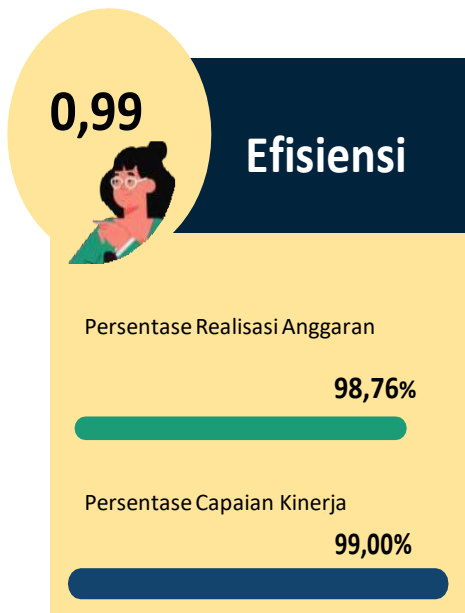 0,99
Efisiensi
Persentase Realisasi Anggaran
98,76%
Persentase Capaian Kinerja
99,00%